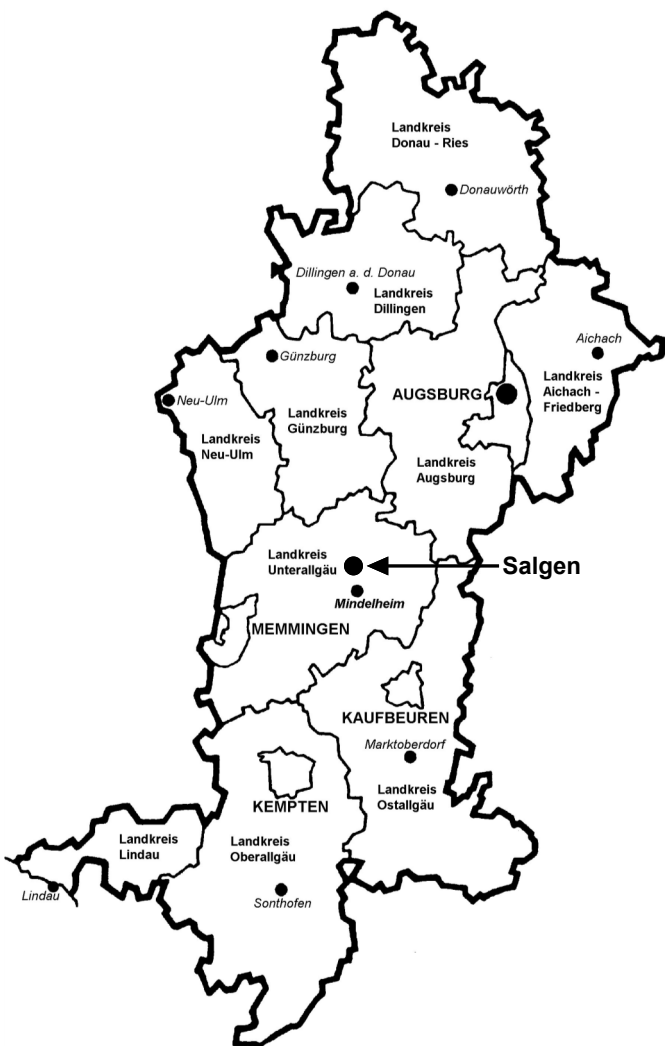 Landkreis
Donau - Ries
Donauwörth
Dillingen a. d. Donau
Landkreis
Dillingen
Günzburg
Aichach
Neu-Ulm
Landkreis
Günzburg
AUGSBURG
Landkreis
Aichach -
Friedberg
Landkreis
Neu-Ulm
Landkreis
Augsburg
Landkreis
Unterallgäu
Salgen
Mindelheim
MEMMINGEN
KAUFBEUREN
Marktoberdorf
Landkreis
Ostallgäu
KEMPTEN
Landkreis
Lindau
Landkreis
Oberallgäu
Lindau
Sonthofen